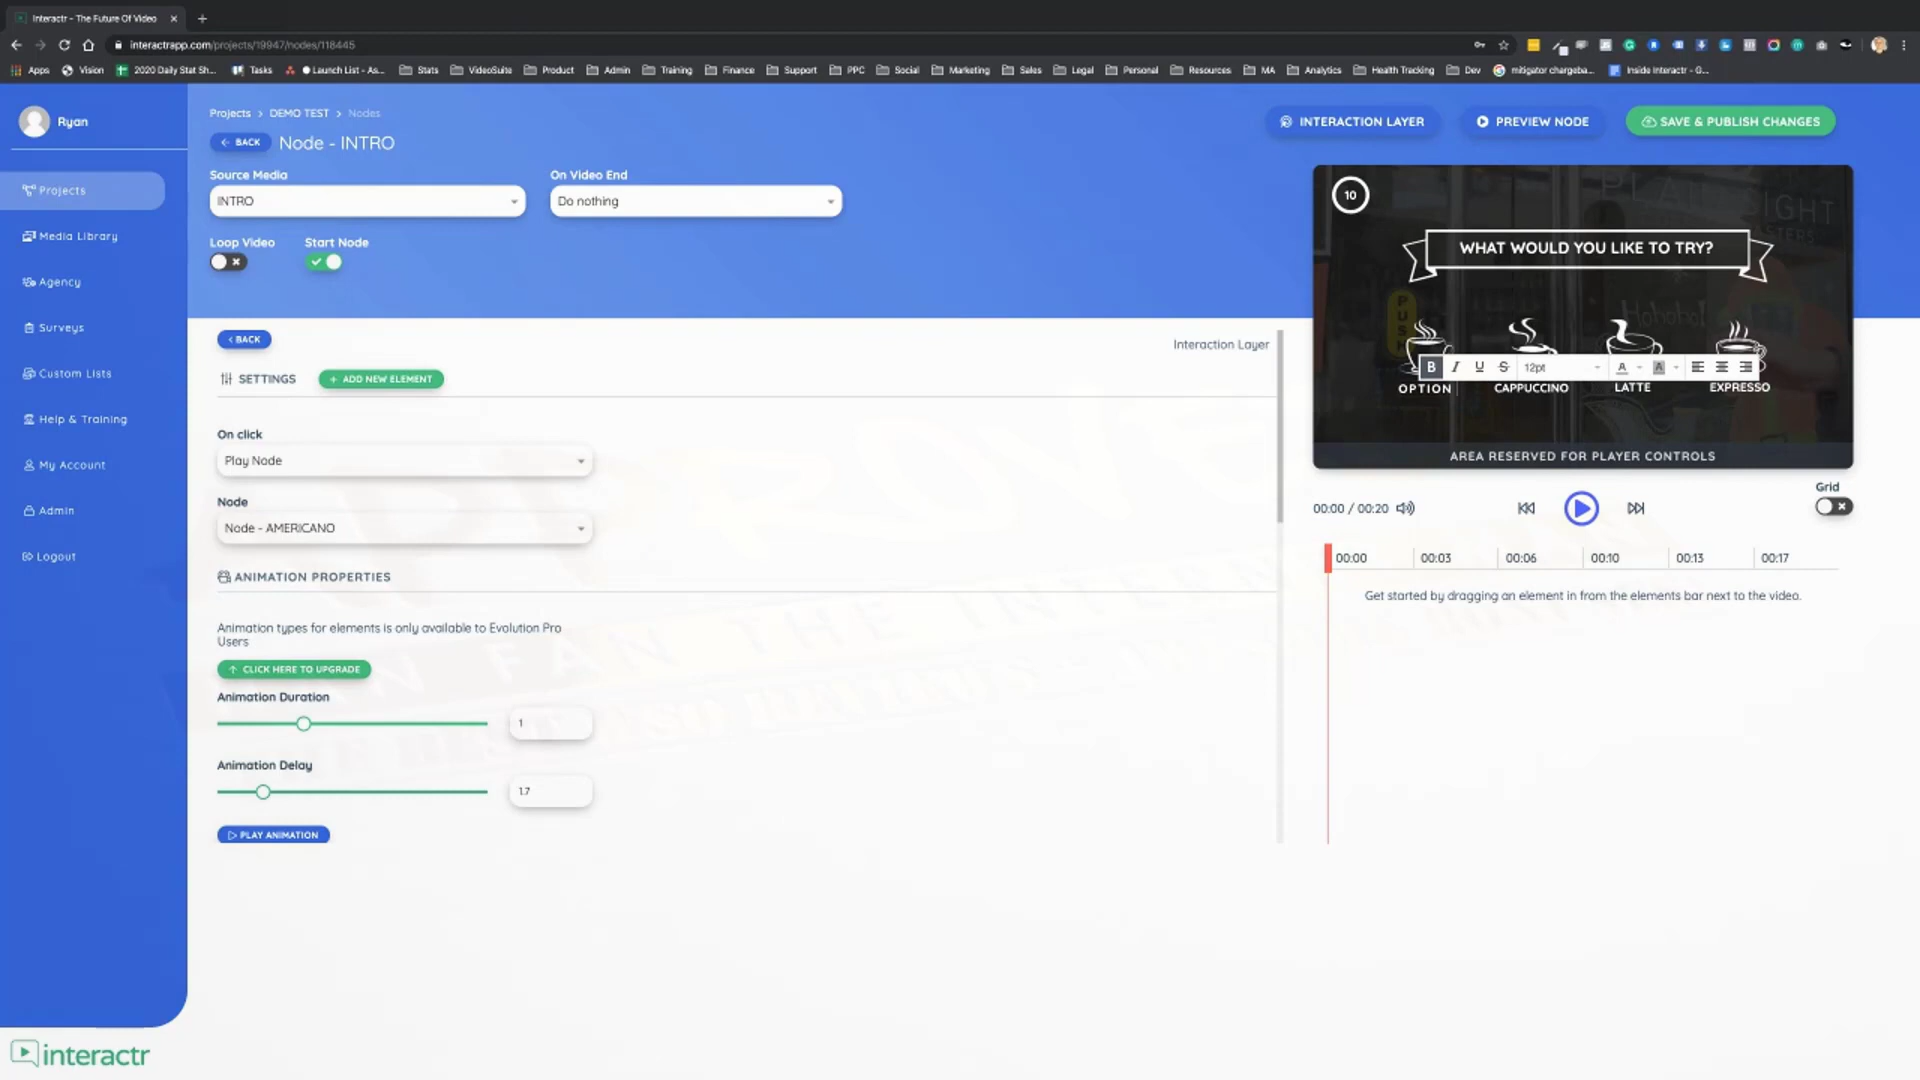 Interactr - The Future Of Video
interactrapp.com/projects/19947/nodes/118445
Apps
Vision
2020 Daily Stat Sh...
Tasks
Launch List - As...
Stats
VideoSuite
Product
Admin
Training
Finance
Support
PPC
Social
Marketing
Sales
Legal
Personal
Resources
MA
Analytics
Health Tracking
Dev
mitigator chargeba...
Inside Interactr - G...
Ryan
Projects
Media Library
Agency
Surveys
Custom Lists
Help & Training
My Account
Admin
Logout
interactr
Projects > DEMO TEST > Nodes
BACK
Node - INTRO
INTERACTION LAYER
PREVIEW NODE
SAVE & PUBLISH CHANGES
Source Media
INTRO
On Video End
Do nothing
Loop Video
Start Node
BACK
Interaction Layer
SETTINGS
+ ADD NEW ELEMENT
On click
Play Node
Node
Node - AMERICANO
ANIMATION PROPERTIES
Animation types for elements is only available to Evolution Pro
Users
CLICK HERE TO UPGRADE
Animation Duration
1
Animation Delay
1.7
PLAY ANIMATION
10
WHAT WOULD YOU LIKE TO TRY?
PUSH
B I U S 12pt A A
OPTION
CAPPUCCINO
LATTE
EXPRESSO
AREA RESERVED FOR PLAYER CONTROLS
00:00 / 00:20
Grid
00:00
00:03
00:06
00:10
00:13
00:17
Get started by dragging an element in from the elements bar next to the video.